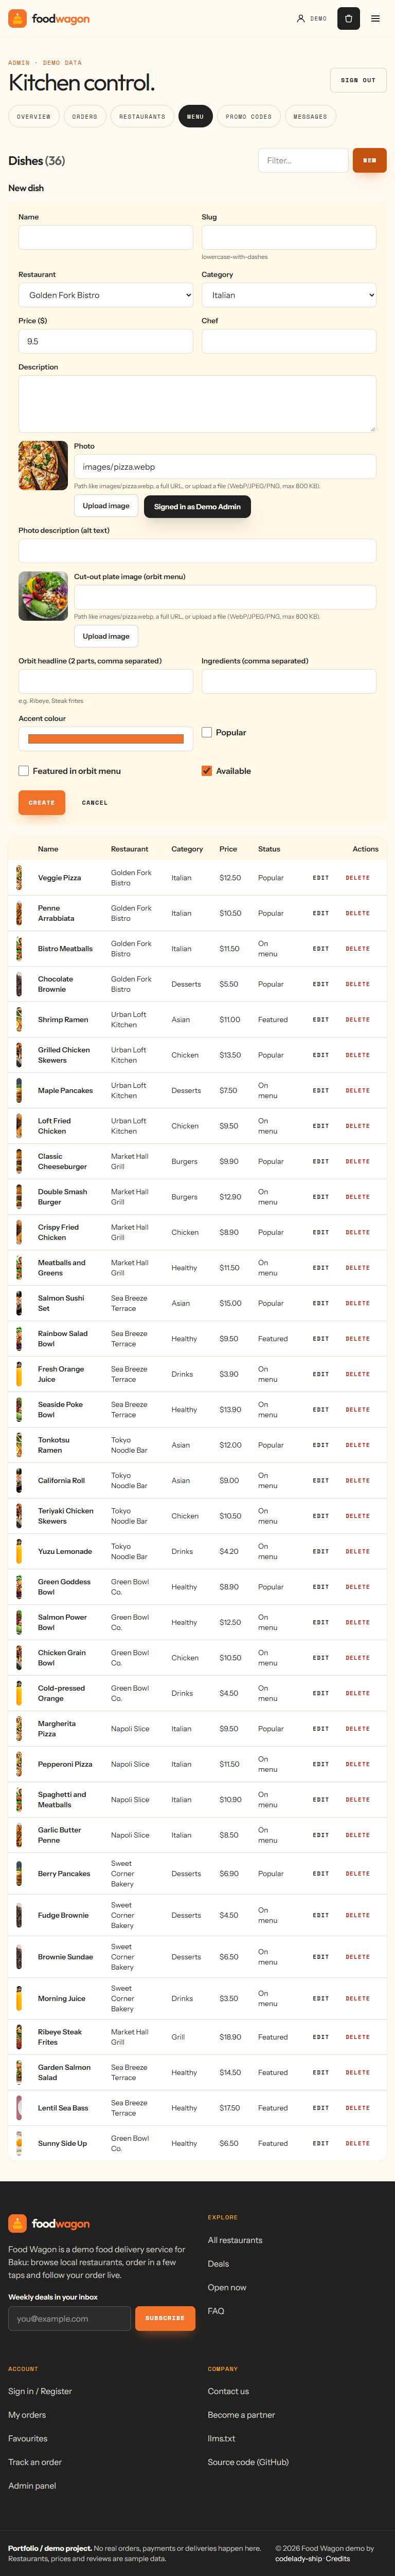 foodwagon
DEMO
ADMIN · DEMO DATA
Kitchen control.
SIGN OUT
OVERVIEW
ORDERS
RESTAURANTS
MENU
PROMO CODES
MESSAGES
Dishes (36)
Filter...
NEW
New dish
Name
Slug
lowercase-with-dashes
Restaurant
Category
Golden Fork Bistro
Italian
Price ($)
Chef
9.5
Description
Photo
images/pizza.webp
Path like images/pizza.webp, a full URL, or upload a file (WebP/JPEG/PNG, max 800 KB).
Upload image
Signed in as Demo Admin
Photo description (alt text)
Cut-out plate image (orbit menu)
Path like images/pizza.webp, a full URL, or upload a file (WebP/JPEG/PNG, max 800 KB).
Upload image
Orbit headline (2 parts, comma separated)
Ingredients (comma separated)
e.g. Ribeye, Steak frites
Accent colour
Popular
Featured in orbit menu
Available
CREATE
CANCEL
Name Restaurant Category Price Status Actions
Veggie Pizza Golden Fork Bistro Italian $12.50 Popular EDIT DELETE
Penne Arrabbiata Golden Fork Bistro Italian $10.50 Popular EDIT DELETE
Bistro Meatballs Golden Fork Bistro Italian $11.50 On menu EDIT DELETE
Chocolate Brownie Golden Fork Bistro Desserts $5.50 Popular EDIT DELETE
Shrimp Ramen Urban Loft Kitchen Asian $11.00 Featured EDIT DELETE
Grilled Chicken Skewers Urban Loft Kitchen Chicken $13.50 Popular EDIT DELETE
Maple Pancakes Urban Loft Kitchen Desserts $7.50 On menu EDIT DELETE
Loft Fried Chicken Urban Loft Kitchen Chicken $9.50 On menu EDIT DELETE
Classic Cheeseburger Market Hall Grill Burgers $9.90 Popular EDIT DELETE
Double Smash Burger Market Hall Grill Burgers $12.90 On menu EDIT DELETE
Crispy Fried Chicken Market Hall Grill Chicken $8.90 Popular EDIT DELETE
Meatballs and Greens Market Hall Grill Healthy $11.50 On menu EDIT DELETE
Salmon Sushi Set Sea Breeze Terrace Asian $15.00 Popular EDIT DELETE
Rainbow Salad Bowl Sea Breeze Terrace Healthy $9.50 Featured EDIT DELETE
Fresh Orange Juice Sea Breeze Terrace Drinks $3.90 On menu EDIT DELETE
Seaside Poke Bowl Sea Breeze Terrace Healthy $13.90 On menu EDIT DELETE
Tonkotsu Ramen Tokyo Noodle Bar Asian $12.00 Popular EDIT DELETE
California Roll Tokyo Noodle Bar Asian $9.00 On menu EDIT DELETE
Teriyaki Chicken Skewers Tokyo Noodle Bar Chicken $10.50 On menu EDIT DELETE
Yuzu Lemonade Tokyo Noodle Bar Drinks $4.20 On menu EDIT DELETE
Green Goddess Bowl Green Bowl Co. Healthy $8.90 Popular EDIT DELETE
Salmon Power Bowl Green Bowl Co. Healthy $12.50 On menu EDIT DELETE
Chicken Grain Bowl Green Bowl Co. Chicken $10.50 On menu EDIT DELETE
Cold-pressed Orange Green Bowl Co. Drinks $4.50 On menu EDIT DELETE
Margherita Pizza Napoli Slice Italian $9.50 Popular EDIT DELETE
Pepperoni Pizza Napoli Slice Italian $11.50 On menu EDIT DELETE
Spaghetti and Meatballs Napoli Slice Italian $10.90 On menu EDIT DELETE
Garlic Butter Penne Napoli Slice Italian $8.50 On menu EDIT DELETE
Berry Pancakes Sweet Corner Bakery Desserts $6.90 Popular EDIT DELETE
Fudge Brownie Sweet Corner Bakery Desserts $4.50 On menu EDIT DELETE
Brownie Sundae Sweet Corner Bakery Desserts $6.50 On menu EDIT DELETE
Morning Juice Sweet Corner Bakery Drinks $3.50 On menu EDIT DELETE
Ribeye Steak Frites Market Hall Grill Grill $18.90 Featured EDIT DELETE
Garden Salmon Salad Sea Breeze Terrace Healthy $14.50 Featured EDIT DELETE
Lentil Sea Bass Sea Breeze Terrace Healthy $17.50 Featured EDIT DELETE
Sunny Side Up Green Bowl Co. Healthy $6.50 Featured EDIT DELETE
foodwagon
Food Wagon is a demo food delivery site for
Baku: browse local restaurants, order in a few
taps and follow your order live.
Weekly deals in your inbox
you@example.com
SUBSCRIBE
EXPLORE
All restaurants
Deals
Open now
FAQ
ACCOUNT
Sign in / Register
My orders
Favourites
Track an order
Admin panel
COMPANY
Contact us
Become a partner
llms.txt
Source code (GitHub)
Portfolio / demo project. No real orders, payments or deliveries happen here.
Restaurants, prices and reviews are sample data.
© 2026 Food Wagon demo by
codelady-ship · Credits